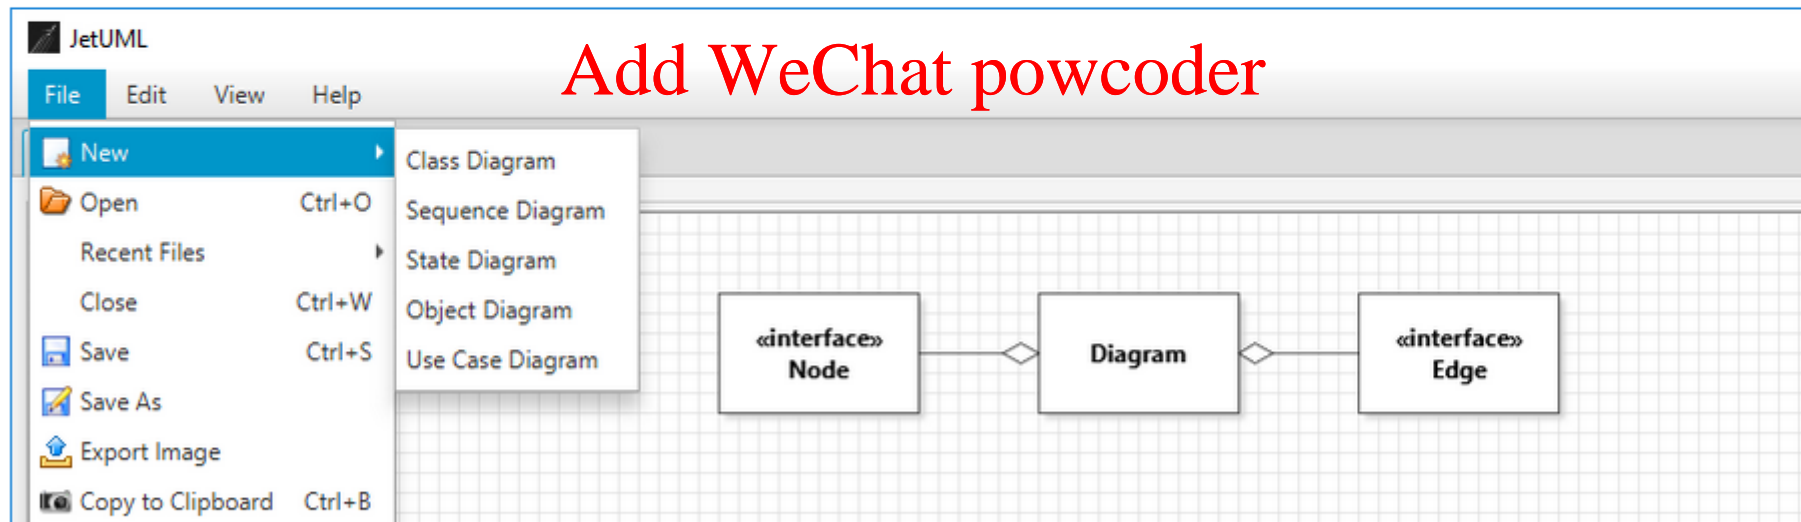 JetUML
Add WeChat powcoder
File Edit View Help
New
Class Diagram
Open Ctrl+O
Sequence Diagram
Recent Files
State Diagram
Close Ctrl+W
Object Diagram
Save Ctrl+S
Use Case Diagram
Save As
Export Image
Copy to Clipboard Ctrl+B
«interface»
Node
Diagram
«interface»
Edge